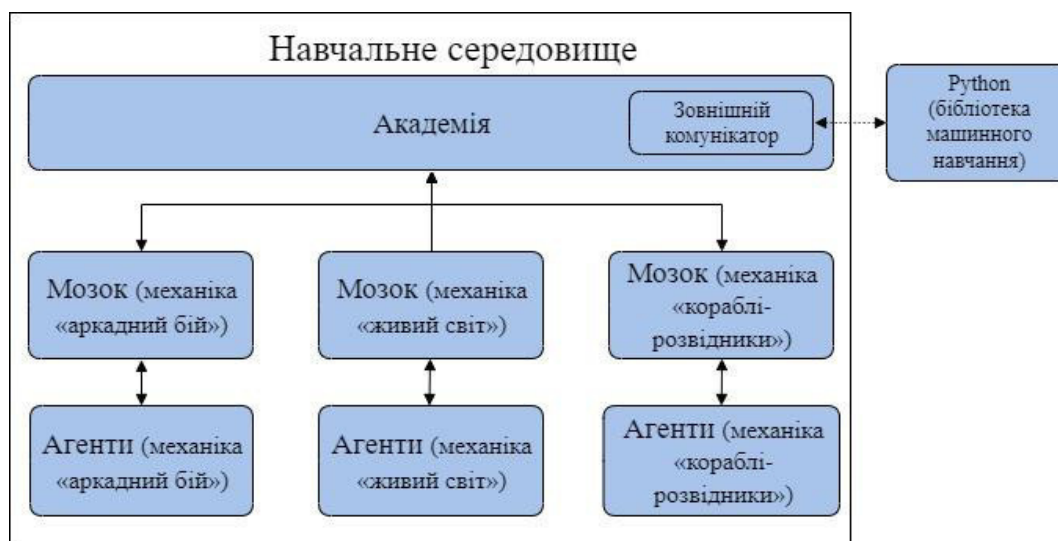 Навчальне середовище
Академія
Зовнішній
комунікатор
Python
(бібліотека
машинного
навчання)
Мозок (механіка
«аркадний бій»)
Мозок (механіка
«живий світ»)
Мозок (механіка
«кораблі-
розвідники»)
Агенти (механіка
«аркадний бій»)
Агенти (механіка
«живий світ»)
Агенти (механіка
«кораблі-
розвідники»)